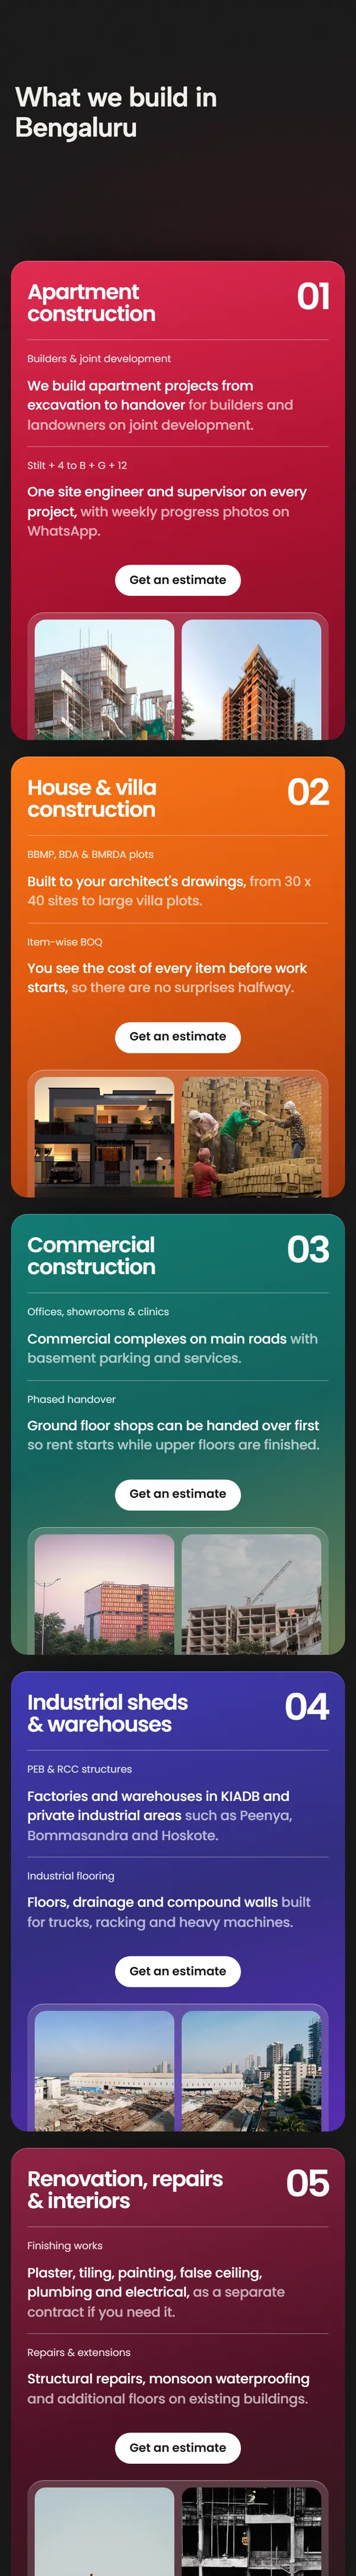 What we build in
Bengaluru
Apartment
construction
01
Builders & joint development
We build apartment projects from
excavation to handover for builders and
landowners on joint development.
Stilt + 4 to B + G + 12
One site engineer and supervisor on every
project, with weekly progress photos on
WhatsApp.
Get an estimate
House & villa
construction
02
BBMP, BDA & BMRDA plots
Built to your architect's drawings, from 30 x
40 sites to large villa plots.
Item-wise BOQ
You see the cost of every item before work
starts, so there are no surprises halfway.
Get an estimate
Commercial
construction
03
Offices, showrooms & clinics
Commercial complexes on main roads with
basement parking and services.
Phased handover
Ground floor shops can be handed over first
so rent starts while upper floors are finished.
Get an estimate
Industrial sheds
& warehouses
04
PEB & RCC structures
Factories and warehouses in KIADB and
private industrial areas such as Peenya,
Bommasandra and Hoskote.
Industrial flooring
Floors, drainage and compound walls built
for trucks, racking and heavy machines.
Get an estimate
Renovation, repairs
& interiors
05
Finishing works
Plaster, tiling, painting, false ceiling,
plumbing and electrical, as a separate
contract if you need it.
Repairs & extensions
Structural repairs, monsoon waterproofing
and additional floors on existing buildings.
Get an estimate